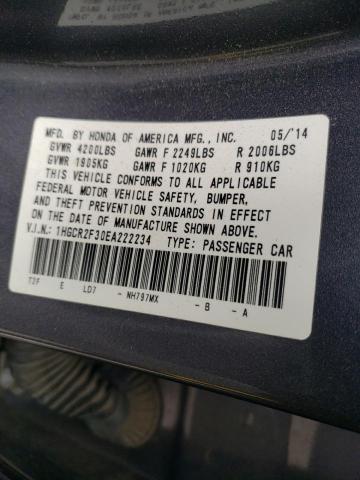 MFD. BY HONDA OF AMERICA MFG., INC. 05/'14
GVWR 4200LBS GAWR F 2249LBS R 2006LBS
GVWR 1905KG GAWR F 1020KG R 910KG
THIS VEHICLE CONFORMS TO ALL APPLICABLE
FEDERAL MOTOR VEHICLE SAFETY, BUMPER,
AND THEFT PREVENTION STANDARDS IN EFFECT
ON THE DATE OF MANUFACTURE SHOWN ABOVE.
V.I.N.: 1HGCR2F30EA222234 TYPE: PASSENGER CAR
T2F E LD7 - NH797MX - B - A